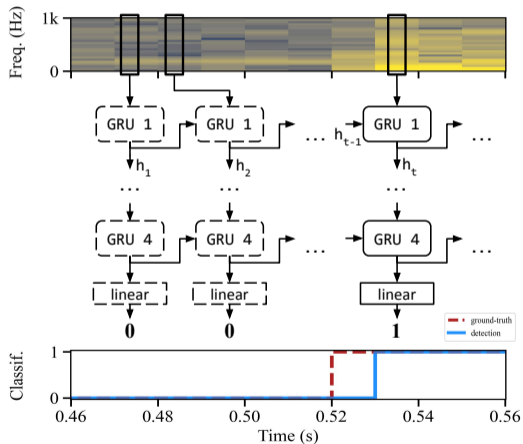 1k
Freq. (Hz)
0
GRU 1 GRU 1 ... h_{t-1} GRU 1 ...
h_1 h_2 h_t
... ... ...
GRU 4 GRU 4 ... GRU 4 ...
linear linear linear
0 0 1
ground-truth
detection
1
Classif.
0
0.46 0.48 0.50 0.52 0.54 0.56
Time (s)